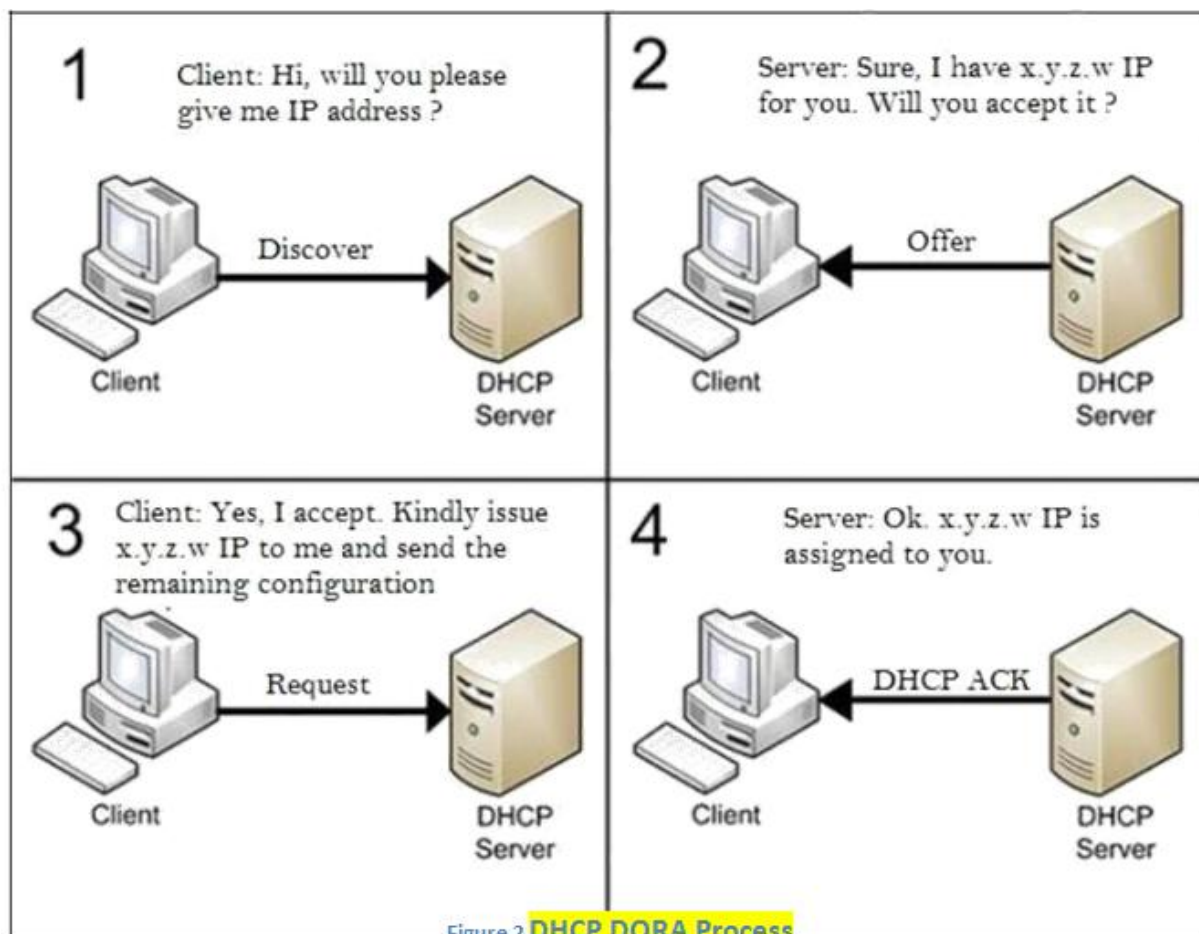 1
Client: Hi, will you please
give me IP address ?
Discover
Client
DHCP
Server
2
Server: Sure, I have x.y.z.w IP
for you. Will you accept it ?
Offer
Client
DHCP
Server
3
Client: Yes, I accept. Kindly issue
x.y.z.w IP to me and send the
remaining configuration
Request
Client
DHCP
Server
4
Server: Ok. x.y.z.w IP is
assigned to you.
DHCP ACK
Client
DHCP
Server
Figure 2 DHCP DORA Process